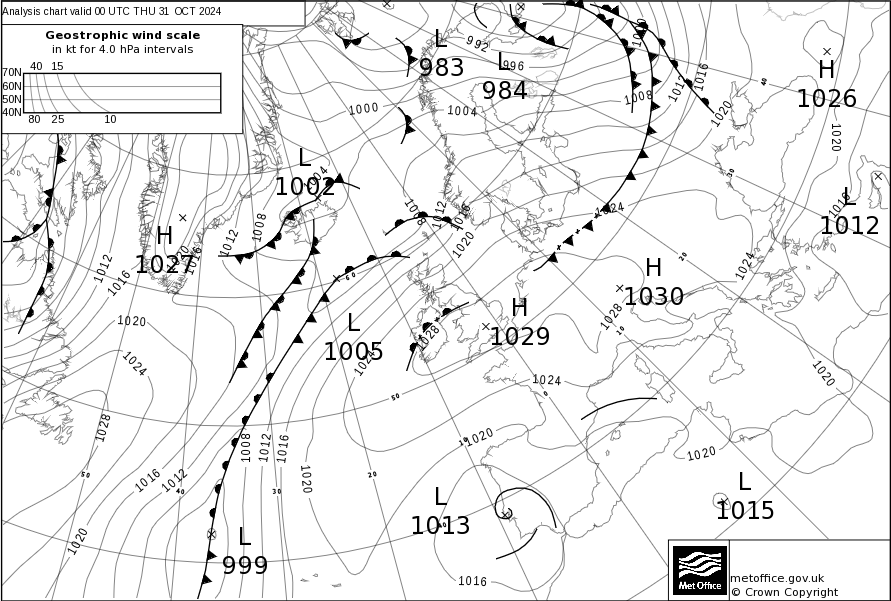 Analysis chart valid 00 UTC THU 31 OCT 2024
Geostrophic wind scale
in kt for 4.0 hPa intervals
40 15
70N
60N
50N
40N
80 25 10
L
983
992
L
996
984
1000
1004
1008
1012
1016
1020
H
1026
40
1020
L
1002
1004
30
1016
L
1012
1008
1012
1016
1024
1008
1012
1020
H
1027
1020
1016
1012
1016
20
1024
H
1030
60
H
1029
1028
1028
10
1020
L
1005
1024
1024
1024
1020
0
50
1028
1008
1012
1016
10
1020
1020
50
1016
1012
40
30
1020
20
L
1013
L
1015
1020
L
999
1016
Met Office
metoffice.gov.uk
© Crown Copyright